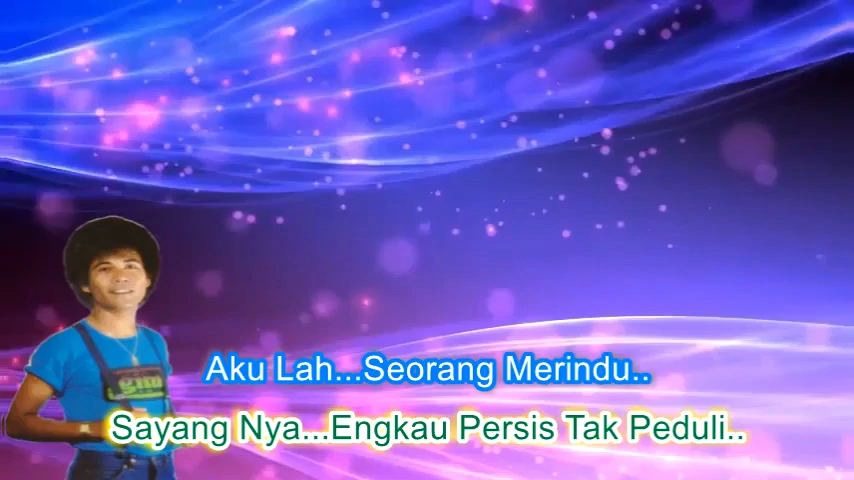 Aku Lah...Seorang Merindu..
Sayang Nya...Engkau Persis Tak Peduli..